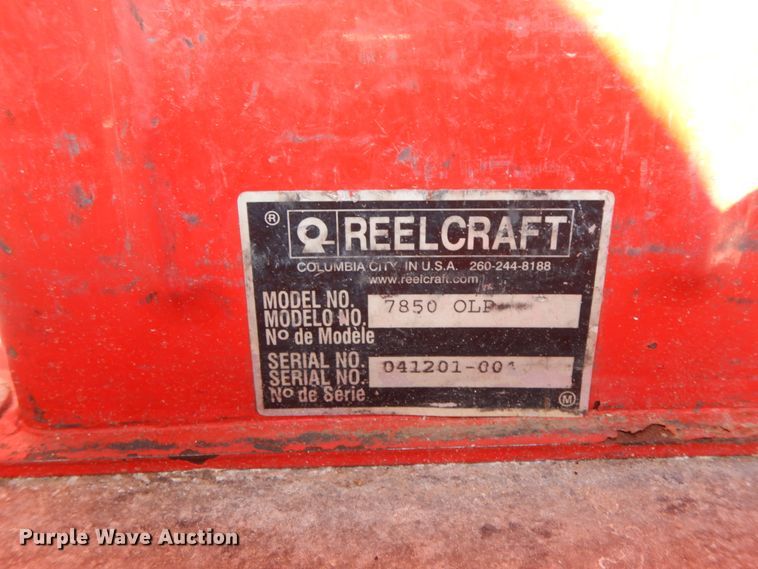 ® REELCRAFT
COLUMBIA CITY, IN U.S.A. 260-244-8188
www.reelcraft.com
MODEL NO. 7850 OLP
MODELO NO.
Nº de Modèle
SERIAL NO. 041201-00
SERIAL NO.
Nº de Série
M
Purple Wave Auction